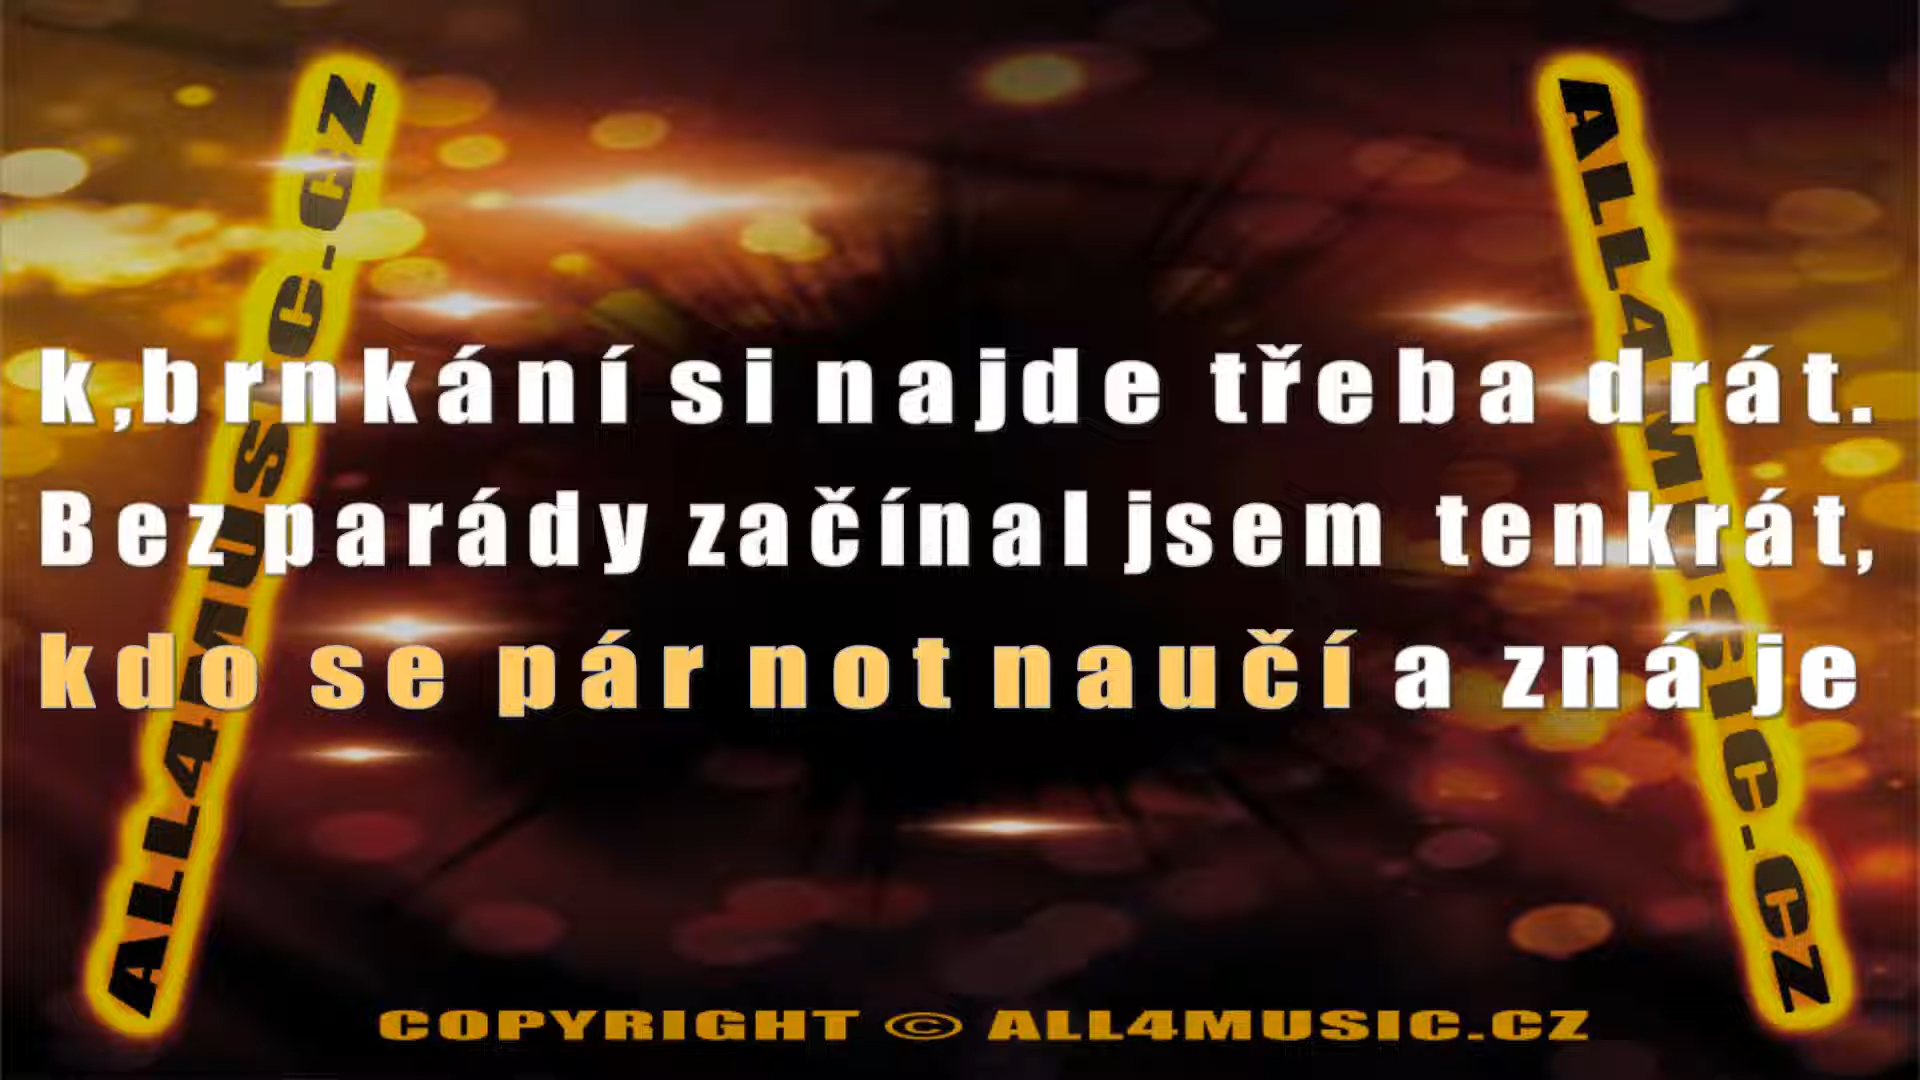 ALL4MUSIC.CZ
ALL4MUSIC.CZ
k,brnkání si najde třeba drát.
Bez parády začínal jsem tenkrát,
kdo se pár not naučí a zná je
COPYRIGHT © ALL4MUSIC.CZ